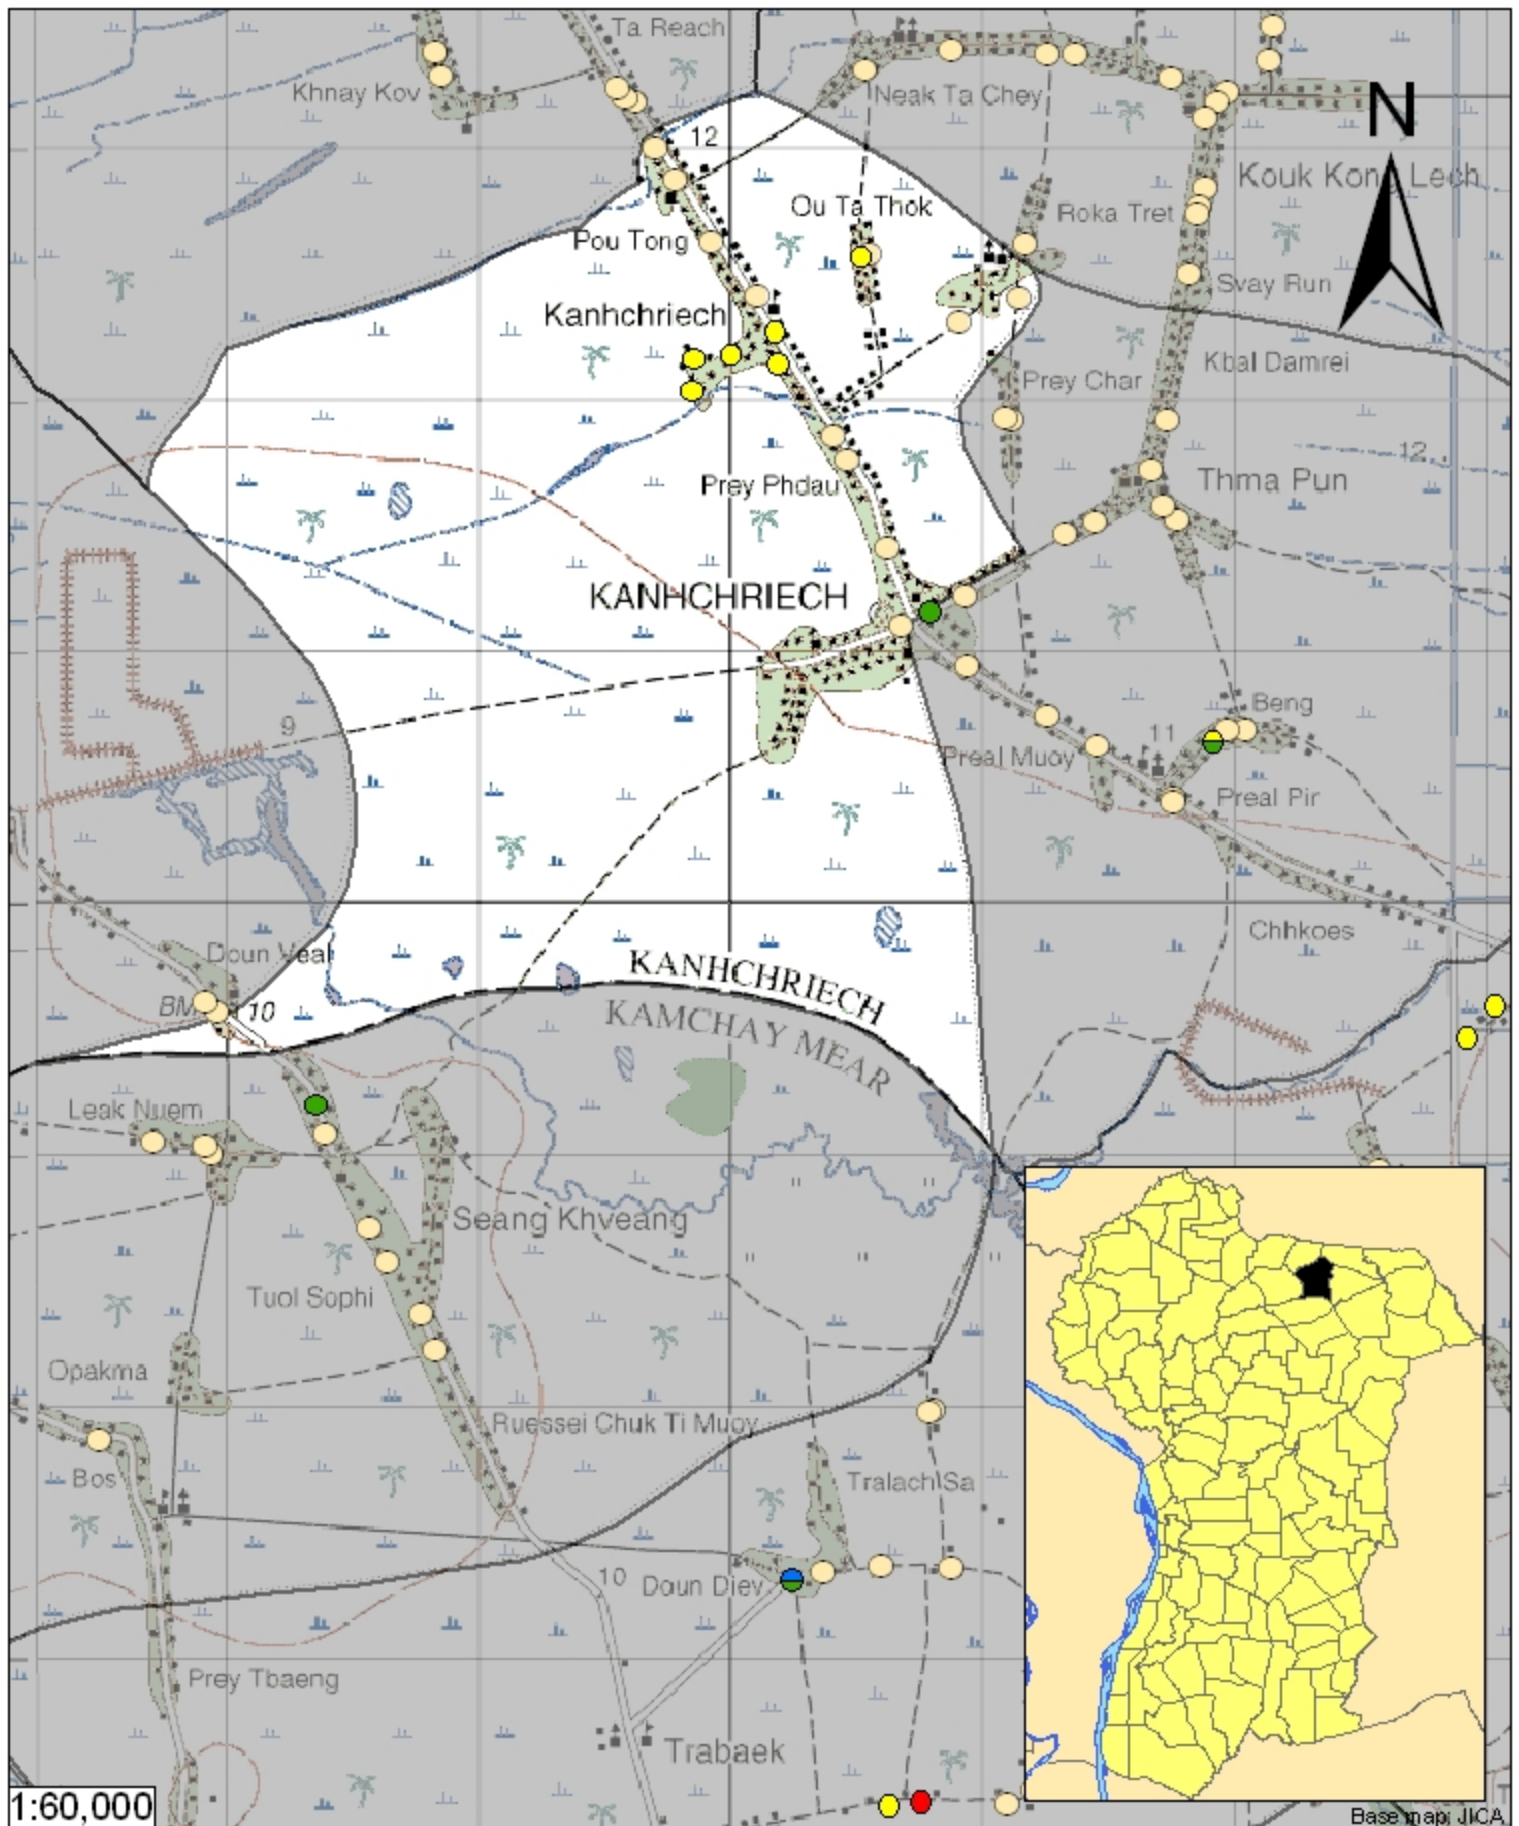 Ta Reach
Khnay Kov
Neak Ta Chey
N
12
Kouk Kong Lech
Ou Ta Thok
Roka Tret
Pou Tong
Svay Run
Kanhchriech
Kbal Damrei
Prey Char
12
Thma Pun
Prey Phdau
KANHCHRIECH
Beng
9
11
Preal Muoy
Preal Pir
Chhkoes
Doun Veal
KANHCHRIECH
BM
10
KAMCHAY MEAR
Leak Nuem
Seang Khveang
Tuol Sophi
Opakma
Ruessei Chuk Ti Muoy
Bos
Tralach Sa
10
Doun Diev
Prey Tbaeng
Trabaek
1:60,000
Base map: JICA